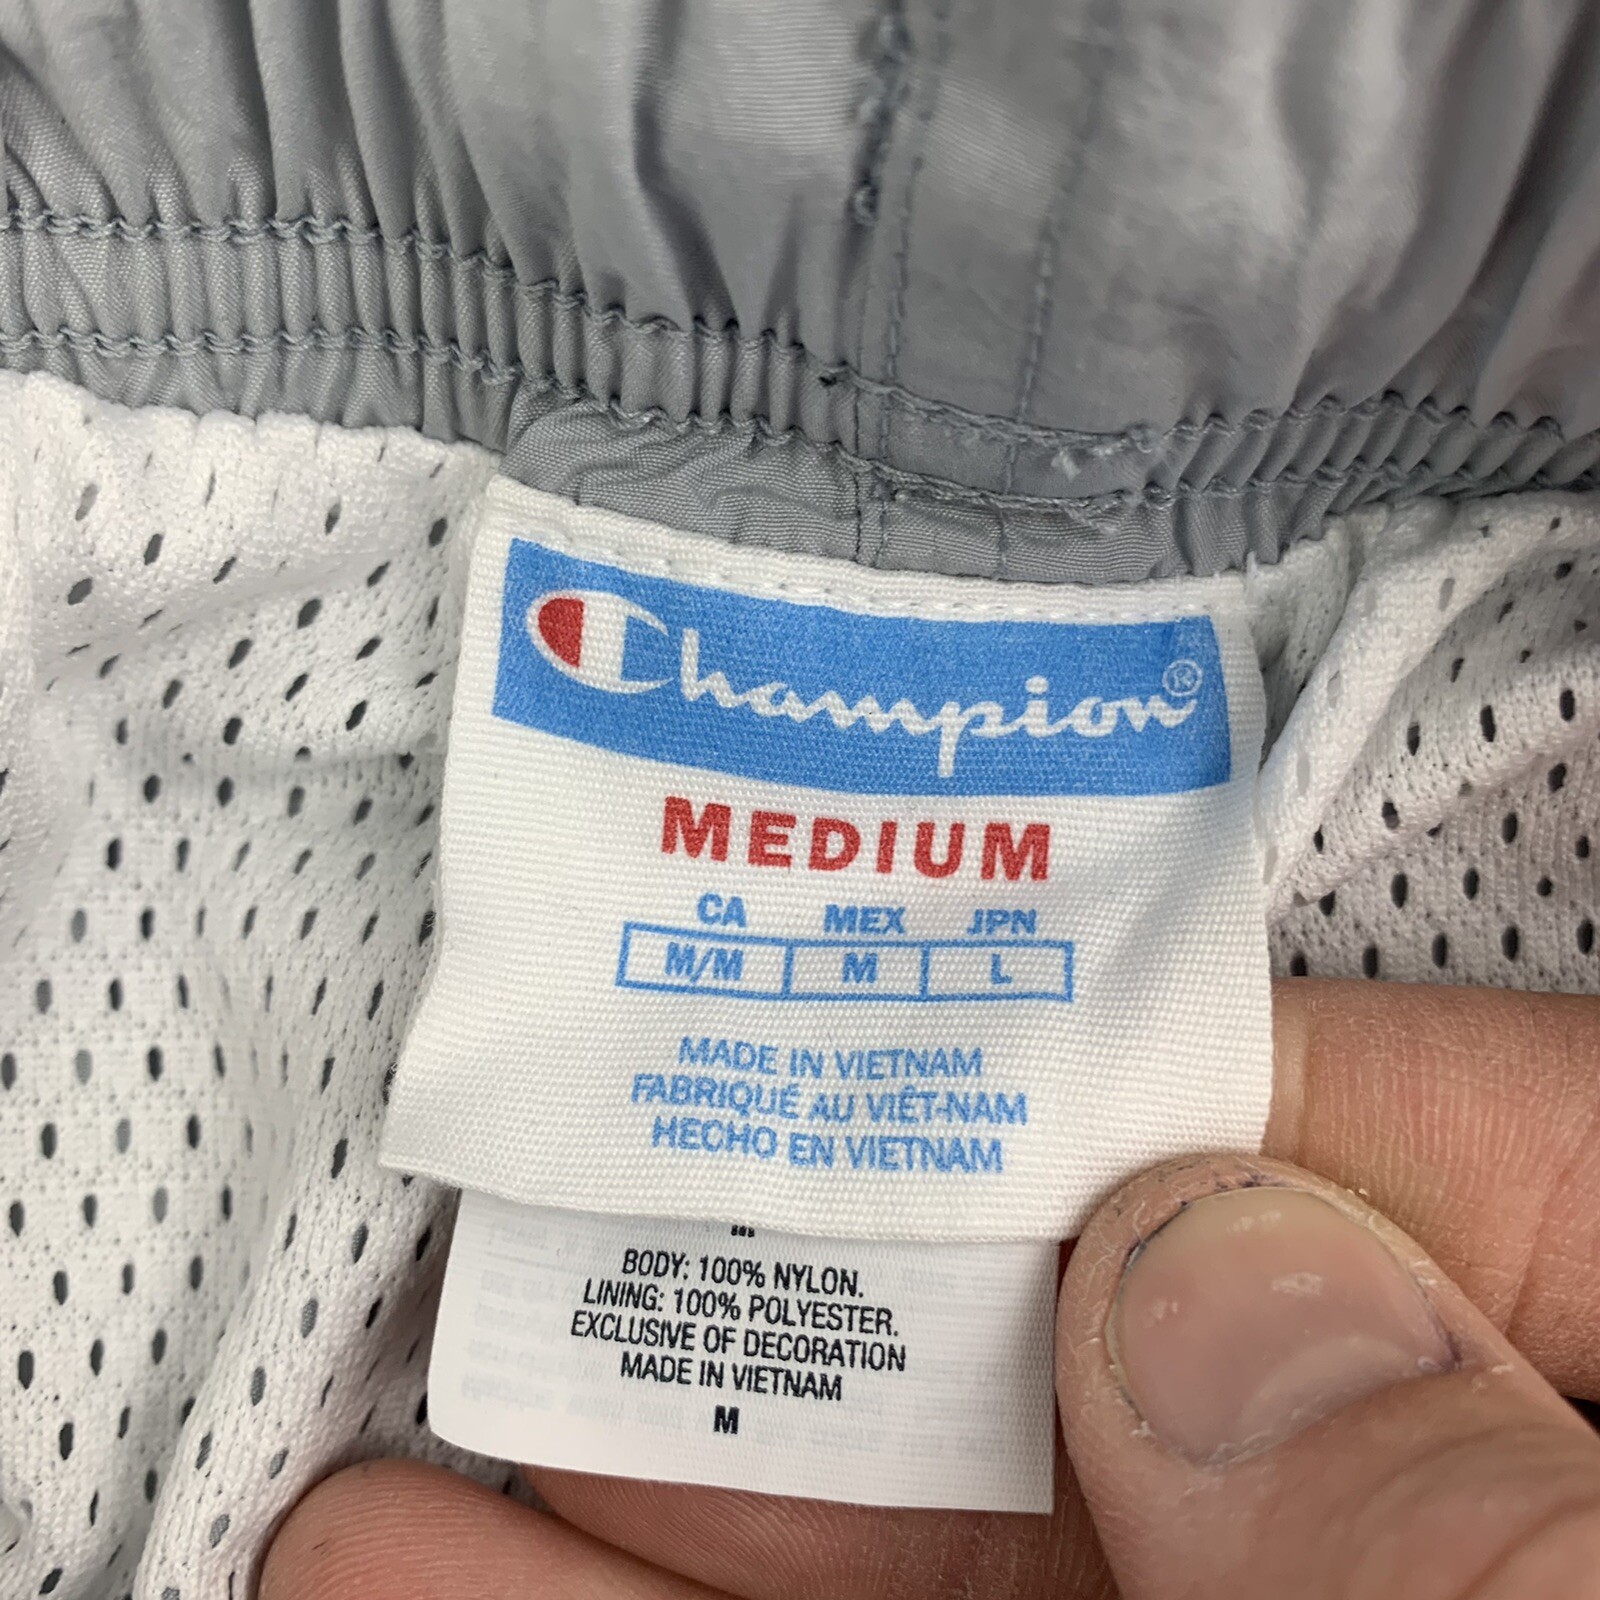 Champion®
MEDIUM
CA MEX JPN
M/M M L
MADE IN VIETNAM
FABRIQUÉ AU VIÊT-NAM
HECHO EN VIETNAM
BODY: 100% NYLON.
LINING: 100% POLYESTER.
EXCLUSIVE OF DECORATION
MADE IN VIETNAM
M